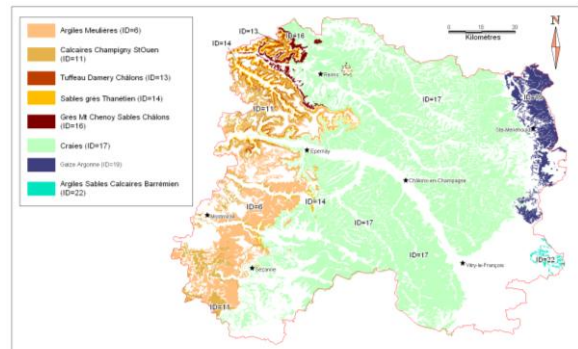 Argiles Meulières (ID=6)
Calcaires Champigny StOuen
(ID=11)
Tuffeau Damery Châlons (ID=13)
Sables grès Thanétien (ID=14)
Gres Mt Chenoy Sables Châlons
(ID=16)
Craies (ID=17)
Gaize Argonne (ID=19)
Argiles Sables Calcaires Barrémien
(ID=22)
0 10 20
Kilomètres
N
ID=13
ID=16
ID=14
Reims
ID=17
ID=11
Ste-Menehould
Epernay
Châlons-en-Champagne
ID=6
ID=14
Montmirail
ID=17
ID=17
Vitry-le-François
ID=22
Sézanne
ID=11